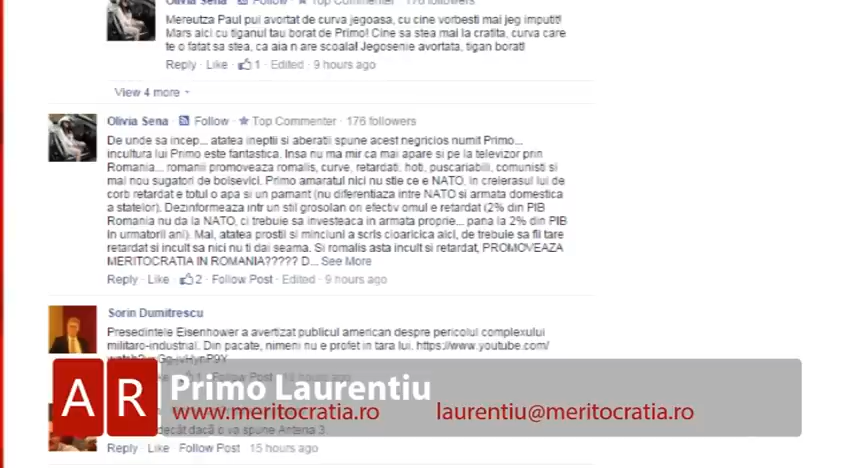 Olivia Sena Follow Top Commenter 176 followers
Mereutza Paul pui avortat de curva jegoasa, cu cine vorbesti mai jeg imputit!
Mars aici cu tiganul tau borat de Primo! Cine sa stea mai la cratita, curva care
te o fatat sa stea, ca aia n are scoala! Jegosenie avortata, tigan borat!
Reply · Like · 1 · Edited · 9 hours ago
View 4 more
Olivia Sena · Follow · Top Commenter · 176 followers
De unde sa incep... atatea ineptii si aberatii spune acest negricios numit Primo...
incultura lui Primo este fantastica. Insa nu ma mir ca mai apare si pe la televizor prin
Romania... romanii promoveaza romalis, curve, retardati, hoti, puscariabili, comunisti si
mai nou sugatori de bolsevici. Primo amaratul nici nu stie ce e NATO, in creierasul lui de
corb retardat e totul o apa si un pamant (nu diferentiaza intre NATO si armata domestica
a statelor). Dezinformeaza intr un stil grosolan on efectiv omul e retardat (2% din PIB
Romania nu da la NATO, ci trebuie sa investeaca in armata proprie... pana la 2% din PIB
in urmatorii ani). Mai, atatea prostii si minciuni a scris cioaricica aici, de trebuie sa fii tare
retardat si incult sa nici nu ti dai seama. Si romalis asta incult si retardat, PROMOVEAZA
MERITOCRATIA IN ROMANIA????? D... See More
Reply · Like · 2 · Follow Post · Edited · 9 hours ago
Sorin Dumitrescu
Presedintele Eisenhower a avertizat publicul american despre pericolul complexului
militaro-industrial. Din pacate, nimeni nu e profet in tara lui. https://www.youtube.com/
Follow Post · hours ago
AR
Primo Laurentiu
www.meritocratia.ro laurentiu@meritocratia.ro
decât dacă o va spune Antena 3.
Reply · Like · Follow Post · 15 hours ago